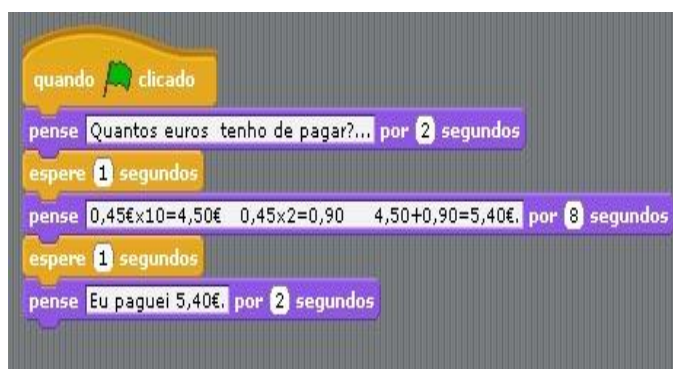 quando clicado
pense Quantos euros tenho de pagar?... por 2 segundos
espere 1 segundos
pense 0,45€x10=4,50€ 0,45x2=0,90 4,50+0,90=5,40€. por 8 segundos
espere 1 segundos
pense Eu paguei 5,40€. por 2 segundos